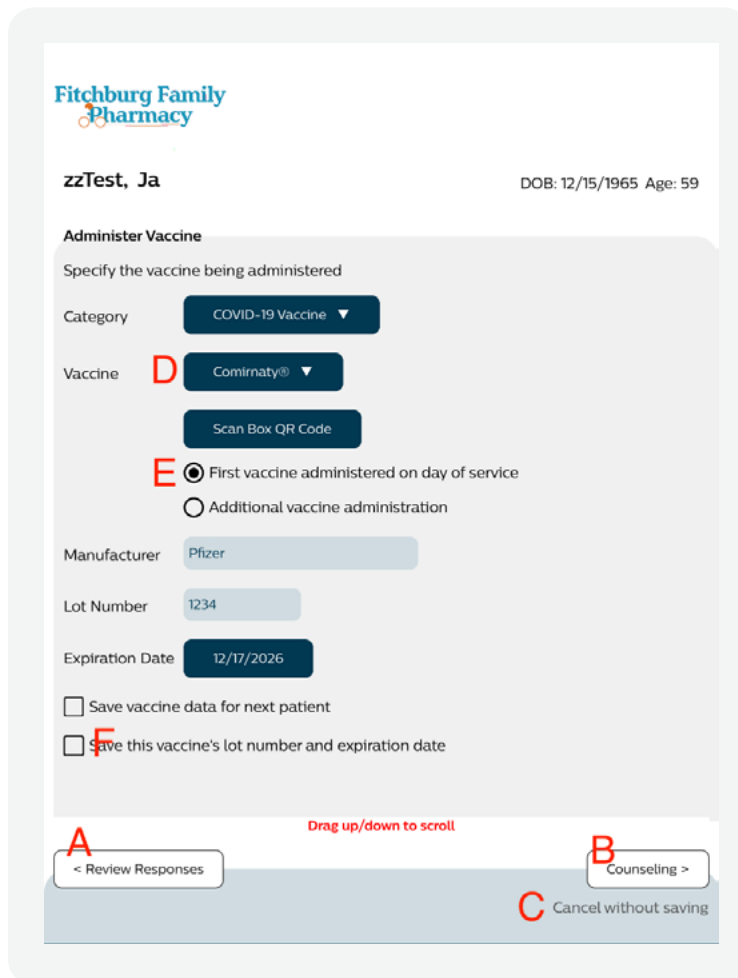 Fitchburg Family
Pharmacy
zzTest, Ja
DOB: 12/15/1965 Age: 59
Administer Vaccine
Specify the vaccine being administered
Category COVID-19 Vaccine ▼
Vaccine D Comirnaty® ▼
Scan Box QR Code
E First vaccine administered on day of service
Additional vaccine administration
Manufacturer Pfizer
Lot Number 1234
Expiration Date 12/17/2026
Save vaccine data for next patient
F Save this vaccine's lot number and expiration date
Drag up/down to scroll
A B
< Review Responses Counseling >
C Cancel without saving